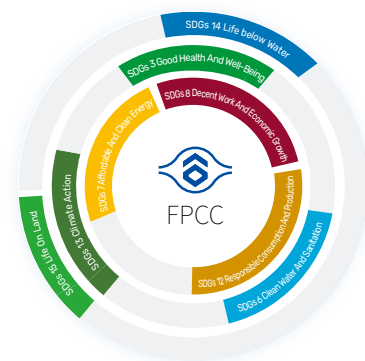 SDGs 14 Life below Water
SDGs 3 Good Health And Well-Being
SDGs 8 Decent Work And Economic Growth
SDGs 7 Affordable And Clean Energy
SDGs 13 Climate Action
SDGs 15 Life On Land
FPCC
SDGs 12 Responsible Consumption And Production
SDGs 6 Clean Water And Sanitation